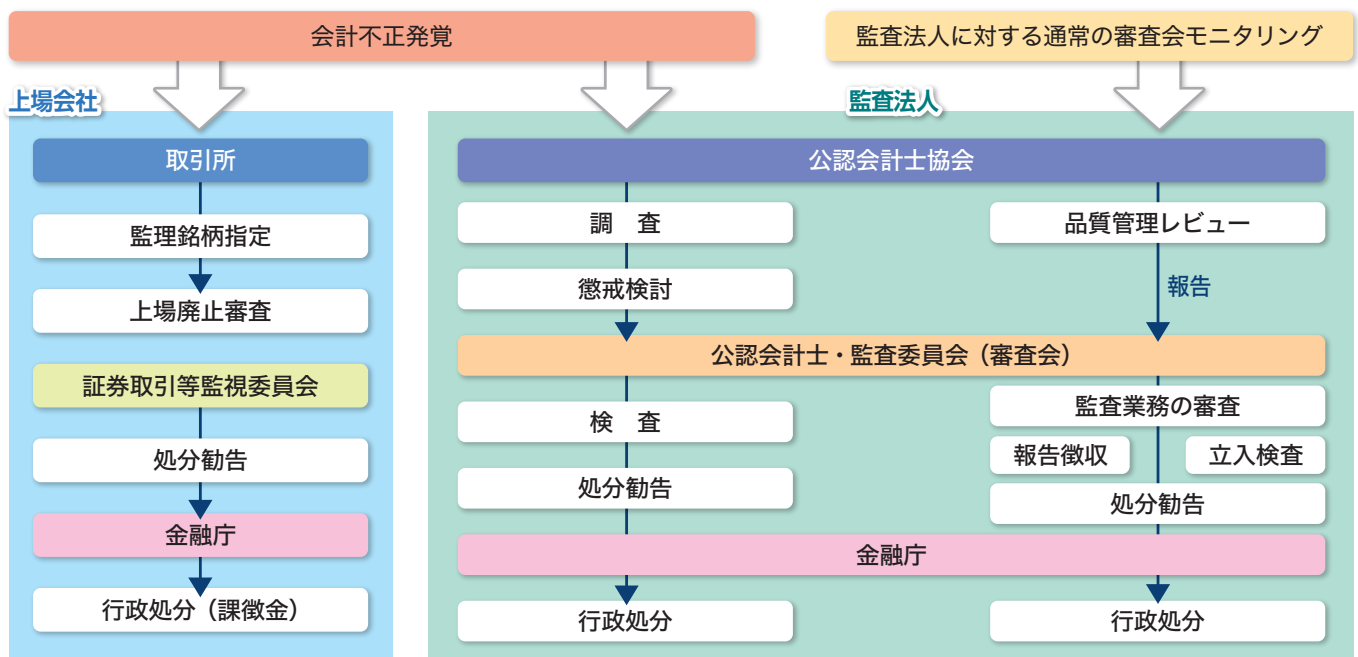 会計不正発覚
監査法人に対する通常の審査会モニタリング
上場会社
取引所
監理銘柄指定
上場廃止審査
証券取引等監視委員会
処分勧告
金融庁
行政処分（課徴金）
監査法人
公認会計士協会
調　査
懲戒検討
品質管理レビュー
報告
公認会計士・監査委員会（審査会）
検　査
処分勧告
監査業務の審査
報告徴収
立入検査
処分勧告
金融庁
行政処分
行政処分